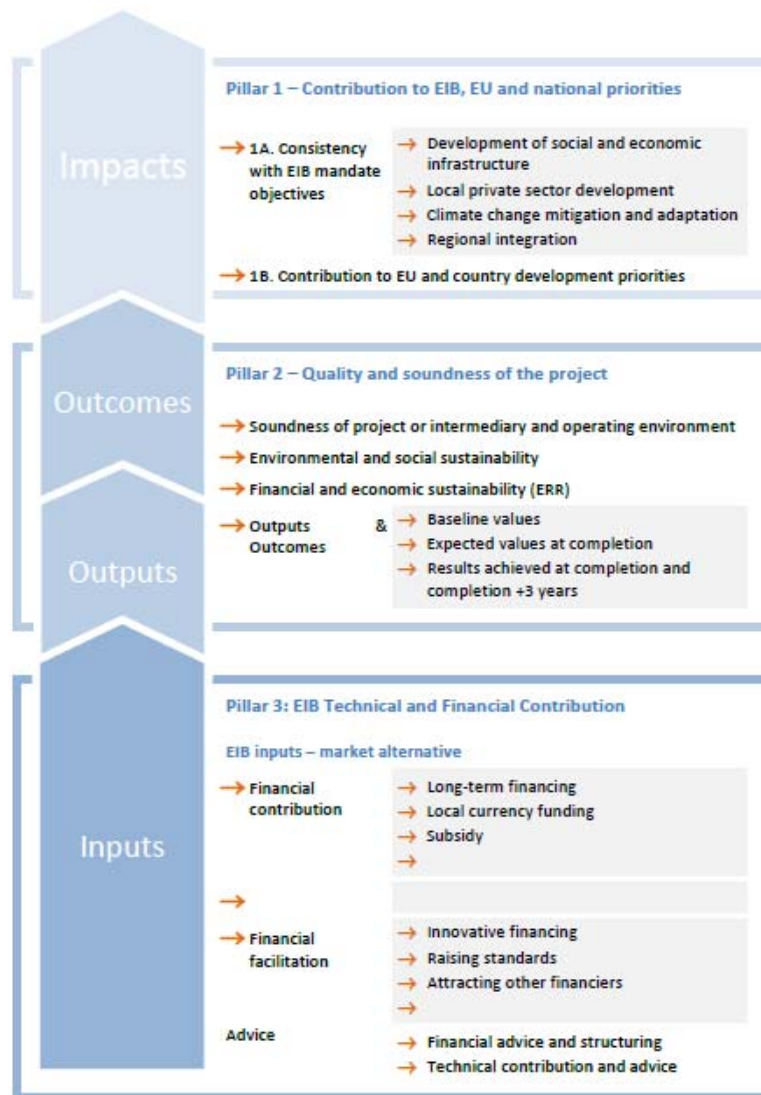 Impacts
Pillar 1 – Contribution to EIB, EU and national priorities
→ 1A. Consistency
with EIB mandate
objectives
→ Development of social and economic
infrastructure
→ Local private sector development
→ Climate change mitigation and adaptation
→ Regional integration
→ 1B. Contribution to EU and country development priorities
Outcomes
Outputs
Pillar 2 – Quality and soundness of the project
→ Soundness of project or intermediary and operating environment
→ Environmental and social sustainability
→ Financial and economic sustainability (ERR)
→ Outputs &
Outcomes
→ Baseline values
→ Expected values at completion
→ Results achieved at completion and
completion +3 years
Inputs
Pillar 3: EIB Technical and Financial Contribution
EIB inputs – market alternative
→ Financial
contribution
→ Long-term financing
→ Local currency funding
→ Subsidy
→
→
→ Financial
facilitation
→ Innovative financing
→ Raising standards
→ Attracting other financiers
→
Advice
→ Financial advice and structuring
→ Technical contribution and advice